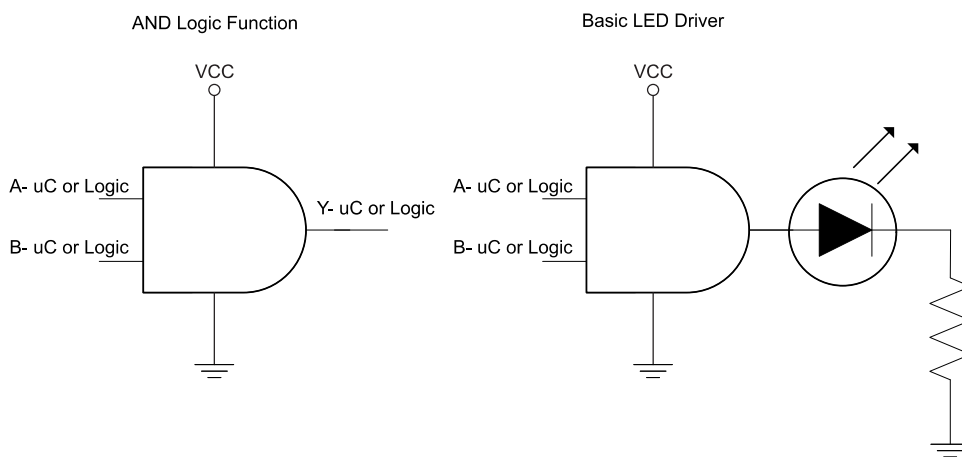 AND Logic Function
VCC
A- uC or Logic
B- uC or Logic
Y- uC or Logic
Basic LED Driver
VCC
A- uC or Logic
B- uC or Logic